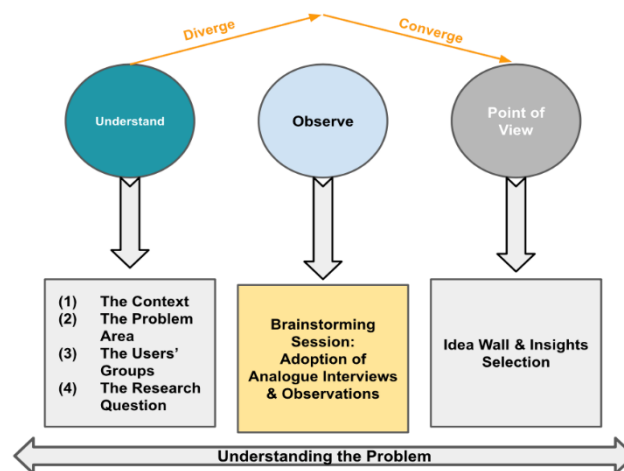 Diverge
Converge
Understand
Observe
Point of
View
(1) The Context
(2) The Problem
Area
(3) The Users'
Groups
(4) The Research
Question
Brainstorming
Session:
Adoption of
Analogue Interviews
& Observations
Idea Wall & Insights
Selection
Understanding the Problem